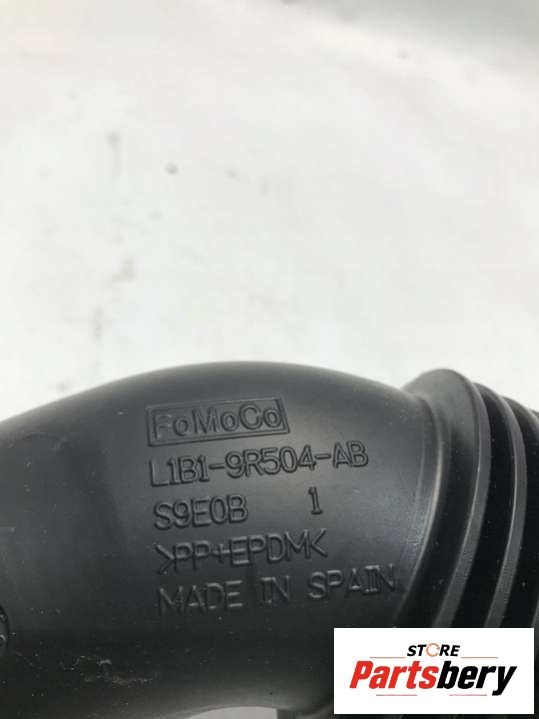 FoMoCo
L1B1-9R504-AB
S9E0B 1
>PP+EPDM<
MADE IN SPAIN
STORE
Partsbery